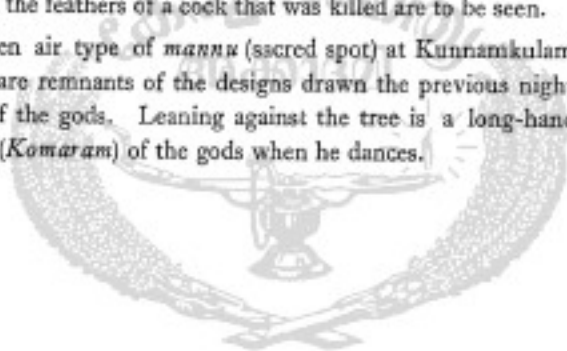 the feathers of a cock that was killed are to be seen.
en air type of mannu (sacred spot) at Kunnamkulam
are remnants of the designs drawn the previous night
f the gods. Leaning against the tree is a long-hand
(Komaram) of the gods when he dances.